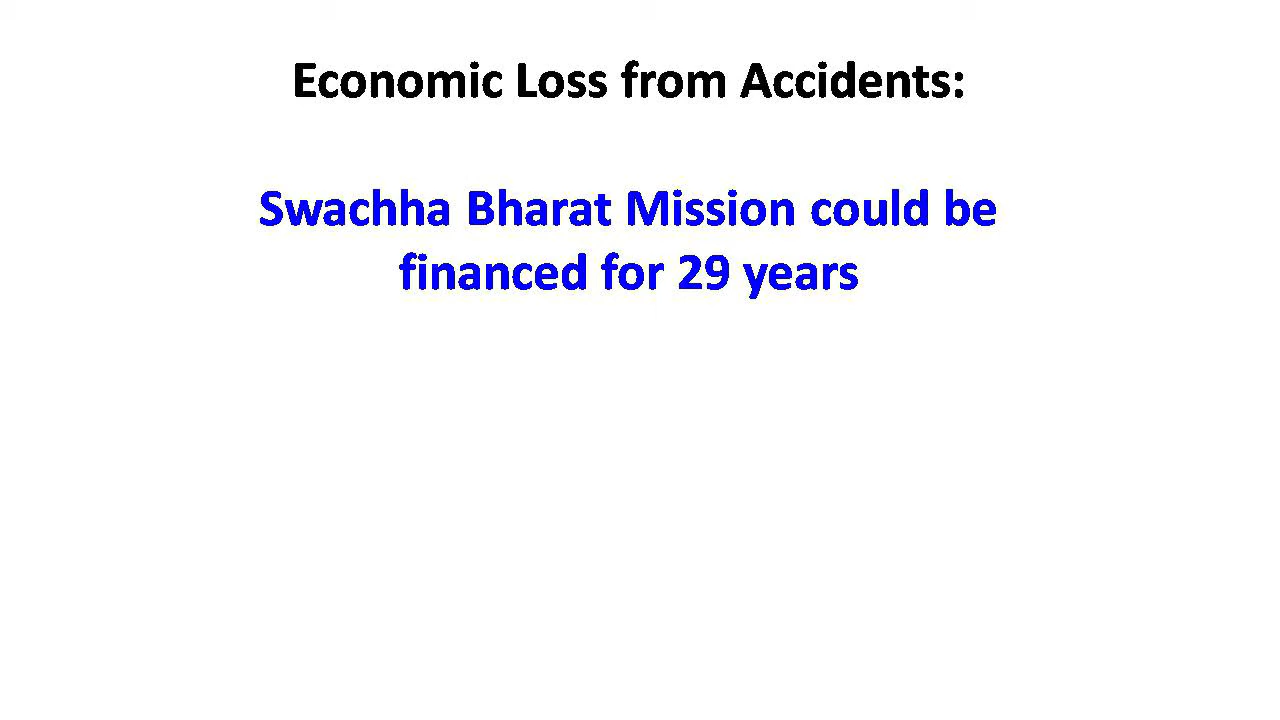 Economic Loss from Accidents:
Swachha Bharat Mission could be
financed for 29 years